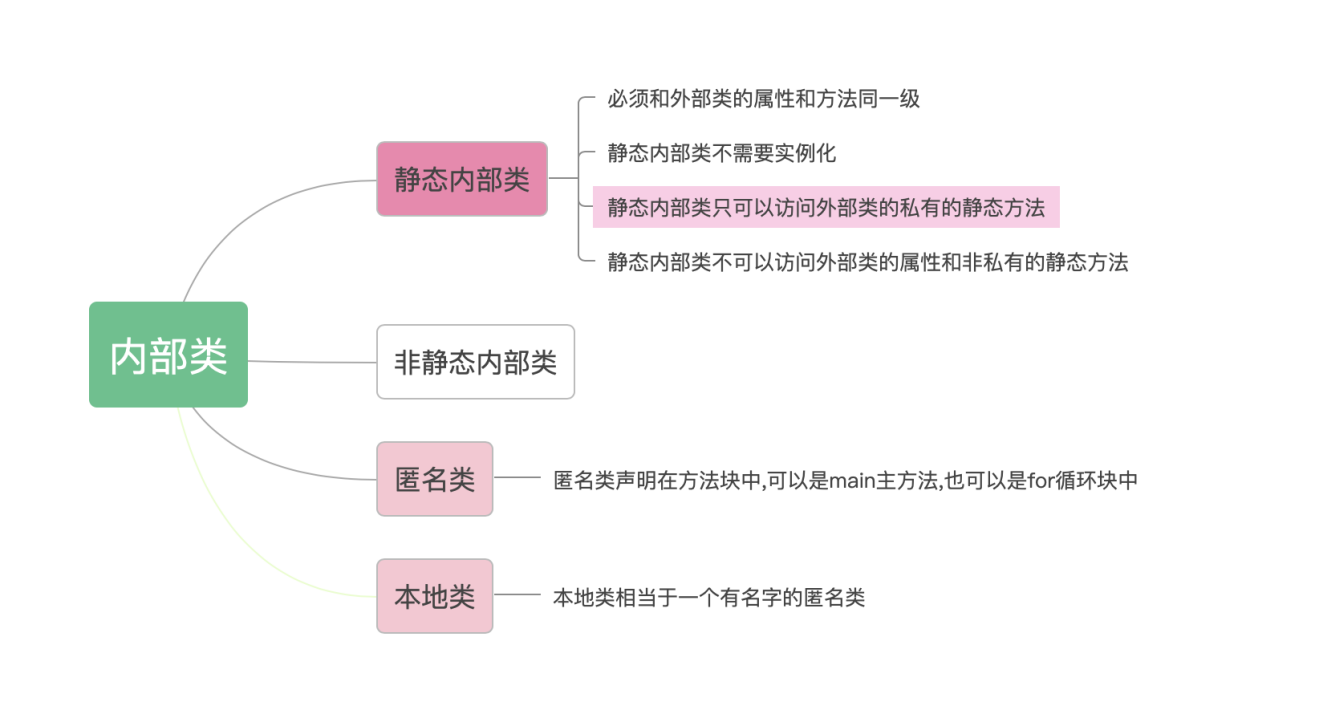 内部类
静态内部类
必须和外部类的属性和方法同一级
静态内部类不需要实例化
静态内部类只可以访问外部类的私有的静态方法
静态内部类不可以访问外部类的属性和非私有的静态方法
非静态内部类
匿名类
匿名类声明在方法块中,可以是main主方法,也可以是for循环块中
本地类
本地类相当于一个有名字的匿名类